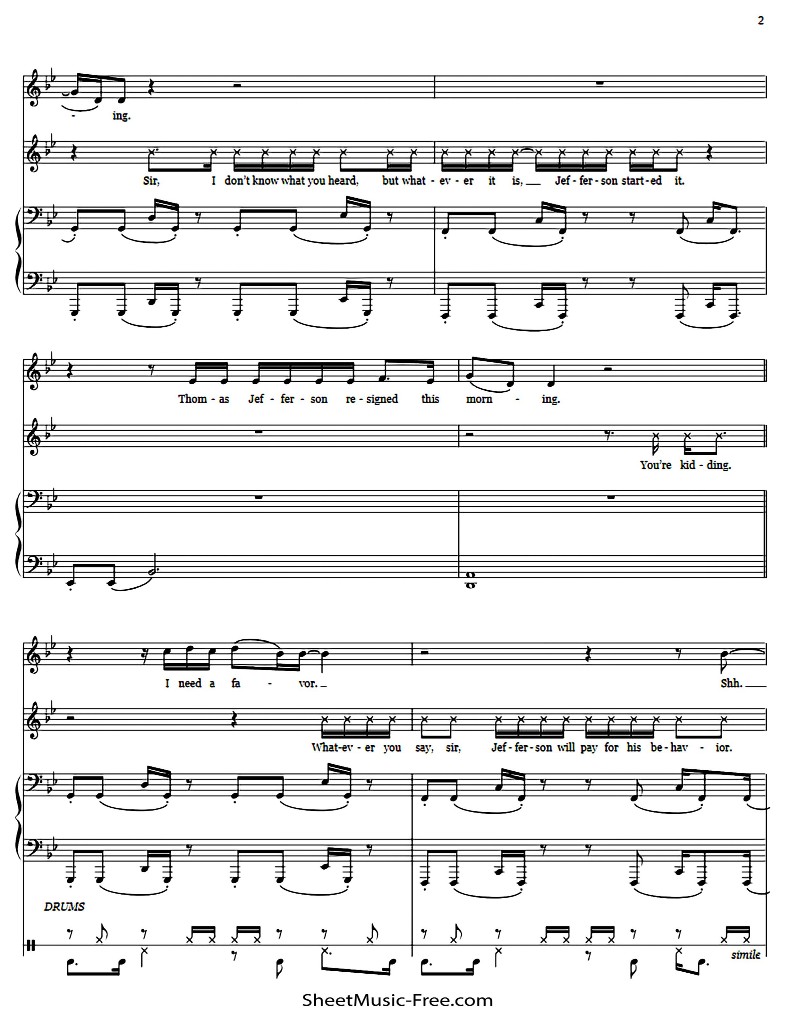 2
- ing.
Sir, I don't know what you heard, but what - ev - er it is, Jef - fer - son start - ed it.
Thom - as Jef - fer - son re - signed this morn - ing.
You're kid - ding.
I need a fa - vor.
Shh.
What - ev - er you say, sir, Jef - fer - son will pay for his be - hav - ior.
DRUMS
simile
SheetMusic-Free.com